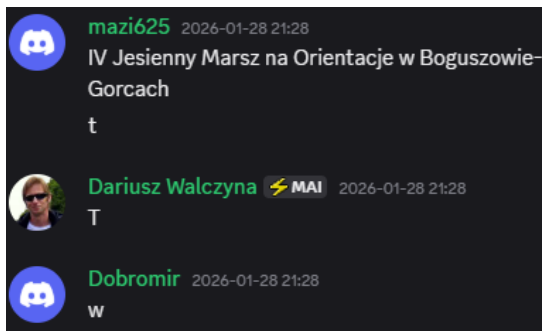 mazi625 2026-01-28 21:28
IV Jesienny Marsz na Orientacje w Boguszowie-
Gorcach
t
Dariusz Walczyna ⚡MAI 2026-01-28 21:28
T
Dobromir 2026-01-28 21:28
w